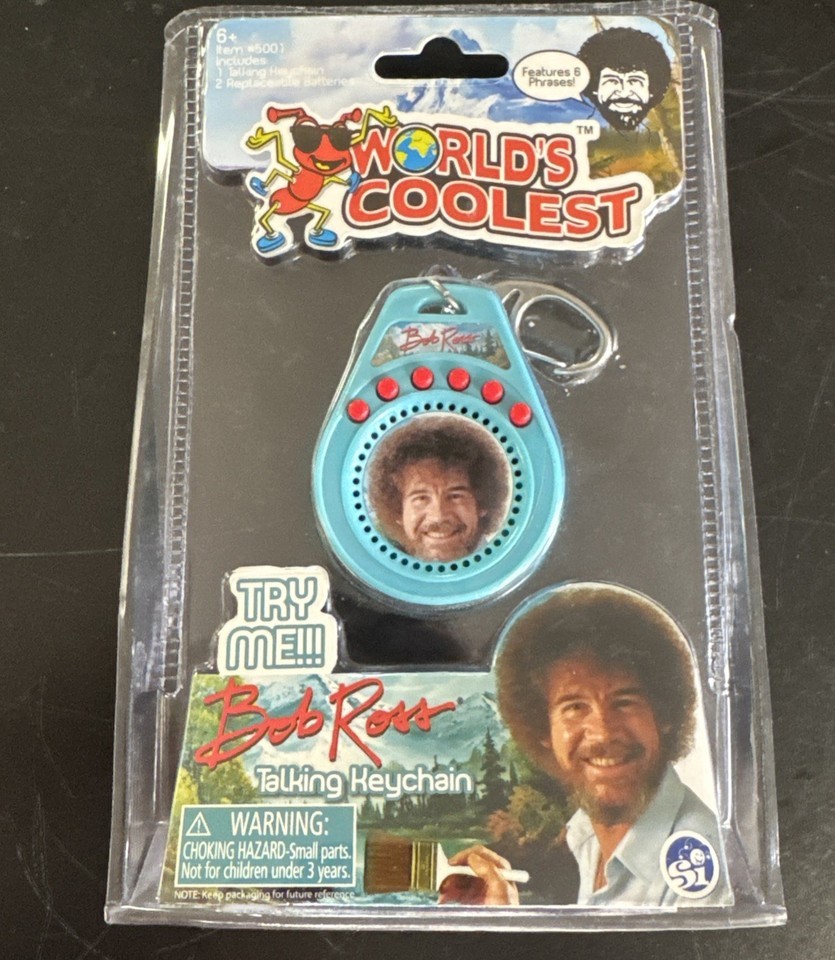 6+
Item #5001
Includes:
1 Talking Keychain
2 Replaceable Batteries
Features 6
Phrases!
WORLD'S
COOLEST™
Bob Ross
TRY
ME!!!
Bob Ross
Talking Keychain
WARNING:
CHOKING HAZARD-Small parts.
Not for children under 3 years.
NOTE: Keep packaging for future reference
Si